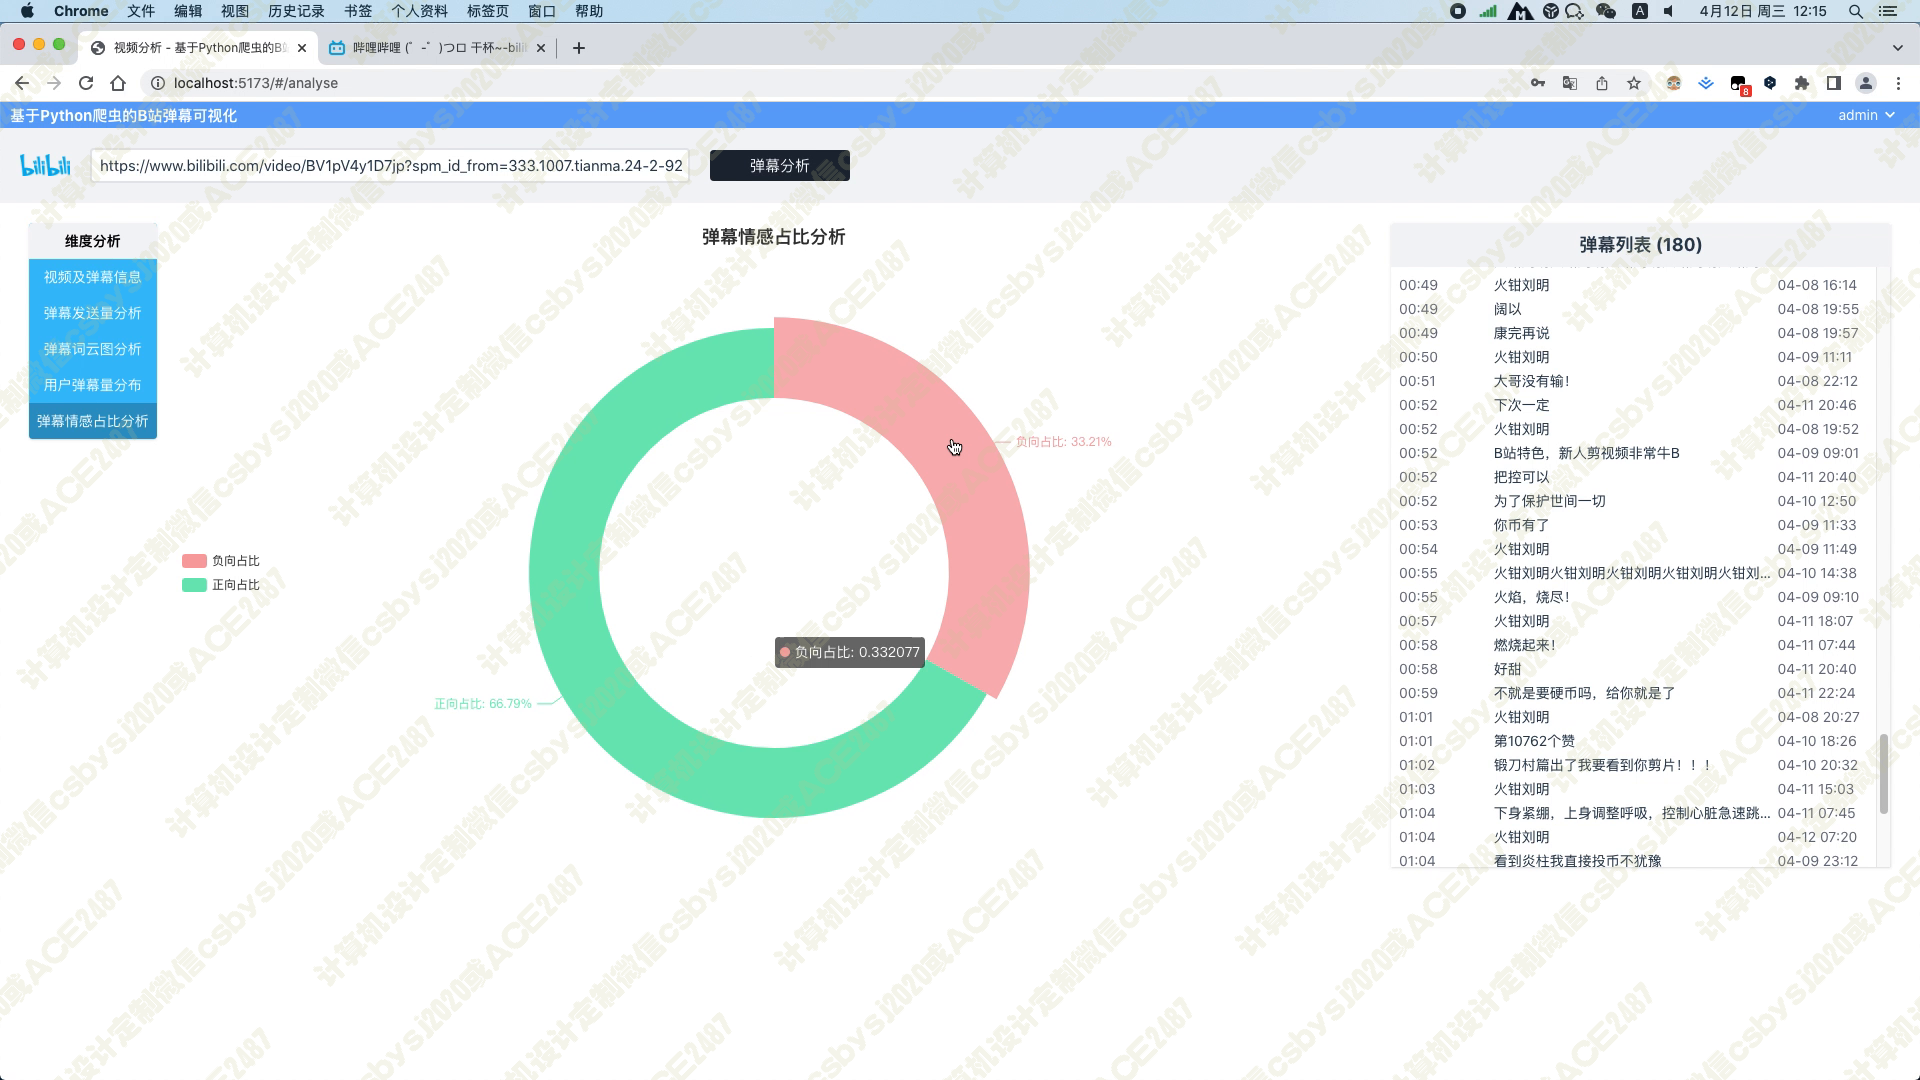 Chrome 文件 编辑 视图 历史记录 书签 个人资料 标签页 窗口 帮助
A
4月12日 周三 12:15
视频分析 - 基于Python爬虫的B
哔哩哔哩 (゜-゜)つロ 干杯~-bili
localhost:5173/#/analyse
8
基于Python爬虫的B站弹幕可视化
admin
bilibili
https://www.bilibili.com/video/BV1pV4y1D7jp?spm_id_from=333.1007.tianma.24-2-92
弹幕分析
维度分析
视频及弹幕信息
弹幕发送量分析
弹幕词云图分析
用户弹幕量分布
弹幕情感占比分析
弹幕情感占比分析
负向占比
正向占比
负向占比: 33.21%
负向占比: 0.332077
正向占比: 66.79%
弹幕列表 (180)
00:49 火钳刘明 04-08 16:14
00:49 阔以 04-08 19:55
00:49 康完再说 04-08 19:57
00:50 火钳刘明 04-09 11:11
00:51 大哥没有输！ 04-08 22:12
00:52 下次一定 04-11 20:46
00:52 火钳刘明 04-08 19:52
00:52 B站特色，新人剪视频非常牛B 04-09 09:01
00:52 把控可以 04-11 20:40
00:52 为了保护世间一切 04-10 12:50
00:53 你币有了 04-09 11:33
00:54 火钳刘明 04-09 11:49
00:55 火钳刘明火钳刘明火钳刘明火钳刘明火钳刘... 04-10 14:38
00:55 火焰，烧尽！ 04-09 09:10
00:57 火钳刘明 04-11 18:07
00:58 燃烧起来！ 04-11 07:44
00:58 好甜 04-11 20:40
00:59 不就是要硬币吗，给你就是了 04-11 22:24
01:01 火钳刘明 04-08 20:27
01:01 第10762个赞 04-10 18:26
01:02 锻刀村篇出了我要看到你剪片！！！ 04-10 20:32
01:03 火钳刘明 04-11 15:03
01:04 下身紧绷，上身调整呼吸，控制心脏急速跳... 04-11 07:45
01:04 火钳刘明 04-12 07:20
01:04 看到炎柱我直接投币不犹豫 04-09 23:12
计算机设计定制微信csbysj2020或ACE2487